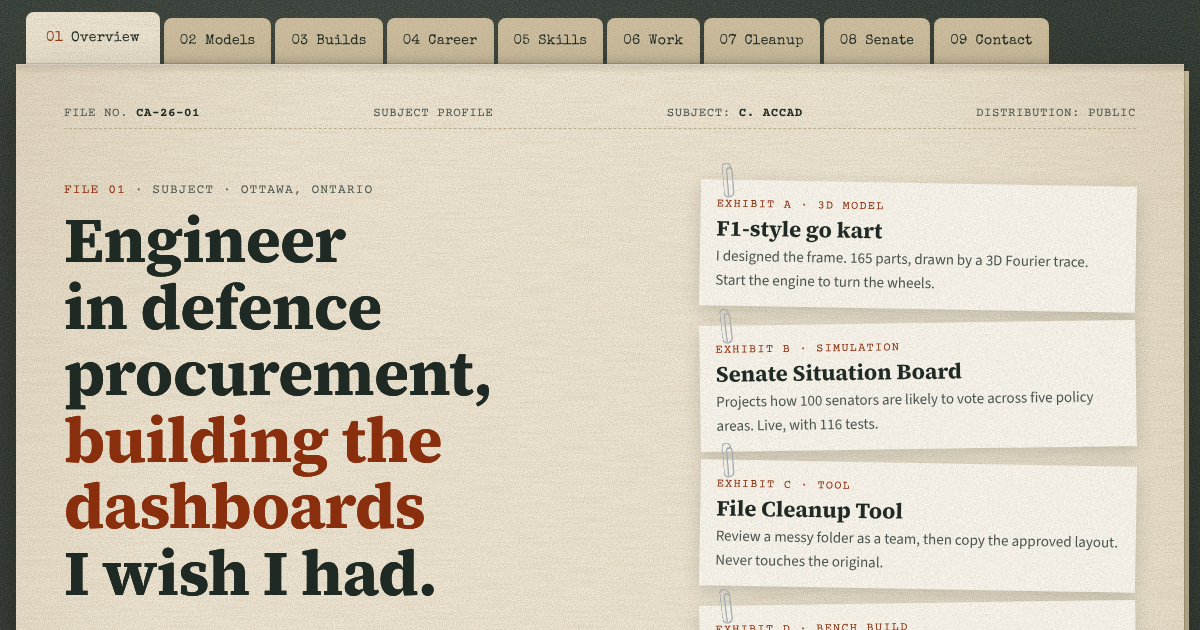 01 Overview
02 Models
03 Builds
04 Career
05 Skills
06 Work
07 Cleanup
08 Senate
09 Contact
FILE NO. CA-26-01
SUBJECT PROFILE
SUBJECT: C. ACCAD
DISTRIBUTION: PUBLIC
FILE 01 · SUBJECT · OTTAWA, ONTARIO
Engineer
in defence
procurement,
building the
dashboards
I wish I had.
EXHIBIT A · 3D MODEL
F1-style go kart
I designed the frame. 165 parts, drawn by a 3D Fourier trace.
Start the engine to turn the wheels.
EXHIBIT B · SIMULATION
Senate Situation Board
Projects how 100 senators are likely to vote across five policy
areas. Live, with 116 tests.
EXHIBIT C · TOOL
File Cleanup Tool
Review a messy folder as a team, then copy the approved layout.
Never touches the original.
EXHIBIT D · BENCH BUILD